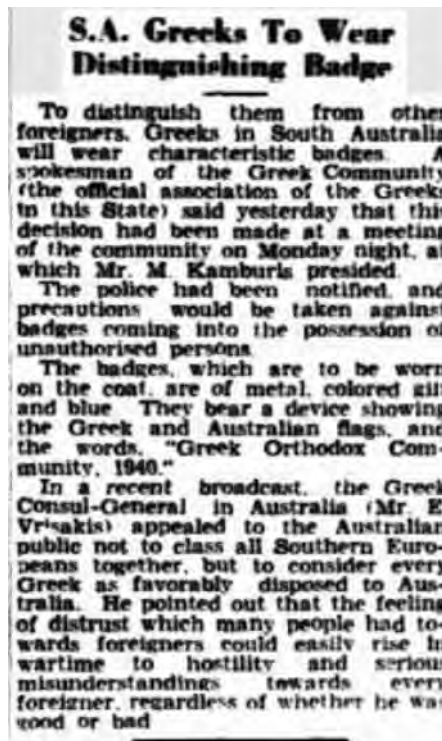 S.A. Greeks To Wear
Distinguishing Badge
To distinguish them from other
foreigners, Greeks in South Australia
will wear characteristic badges. A
spokesman of the Greek Community
(the official association of the Greeks
in this State) said yesterday that this
decision had been made at a meeting
of the community on Monday night, at
which Mr. M. Kamburis presided.
The police had been notified, and
precautions would be taken against
badges coming into the possession of
unauthorised persons
The badges, which are to be worn
on the coat, are of metal, colored gilt
and blue They bear a device showing
the Greek and Australian flags, and
the words, "Greek Orthodox Com-
munity, 1940."
In a recent broadcast, the Greek
Consul-General in Australia (Mr. E.
Vrisakis) appealed to the Australian
public not to class all Southern Euro-
peans together, but to consider every
Greek as favorably disposed to Aus-
tralia. He pointed out that the feeling
of distrust which many people had to-
wards foreigners could easily rise in
wartime to hostility and serious
misunderstandings towards every
foreigner, regardless of whether he was
good or bad